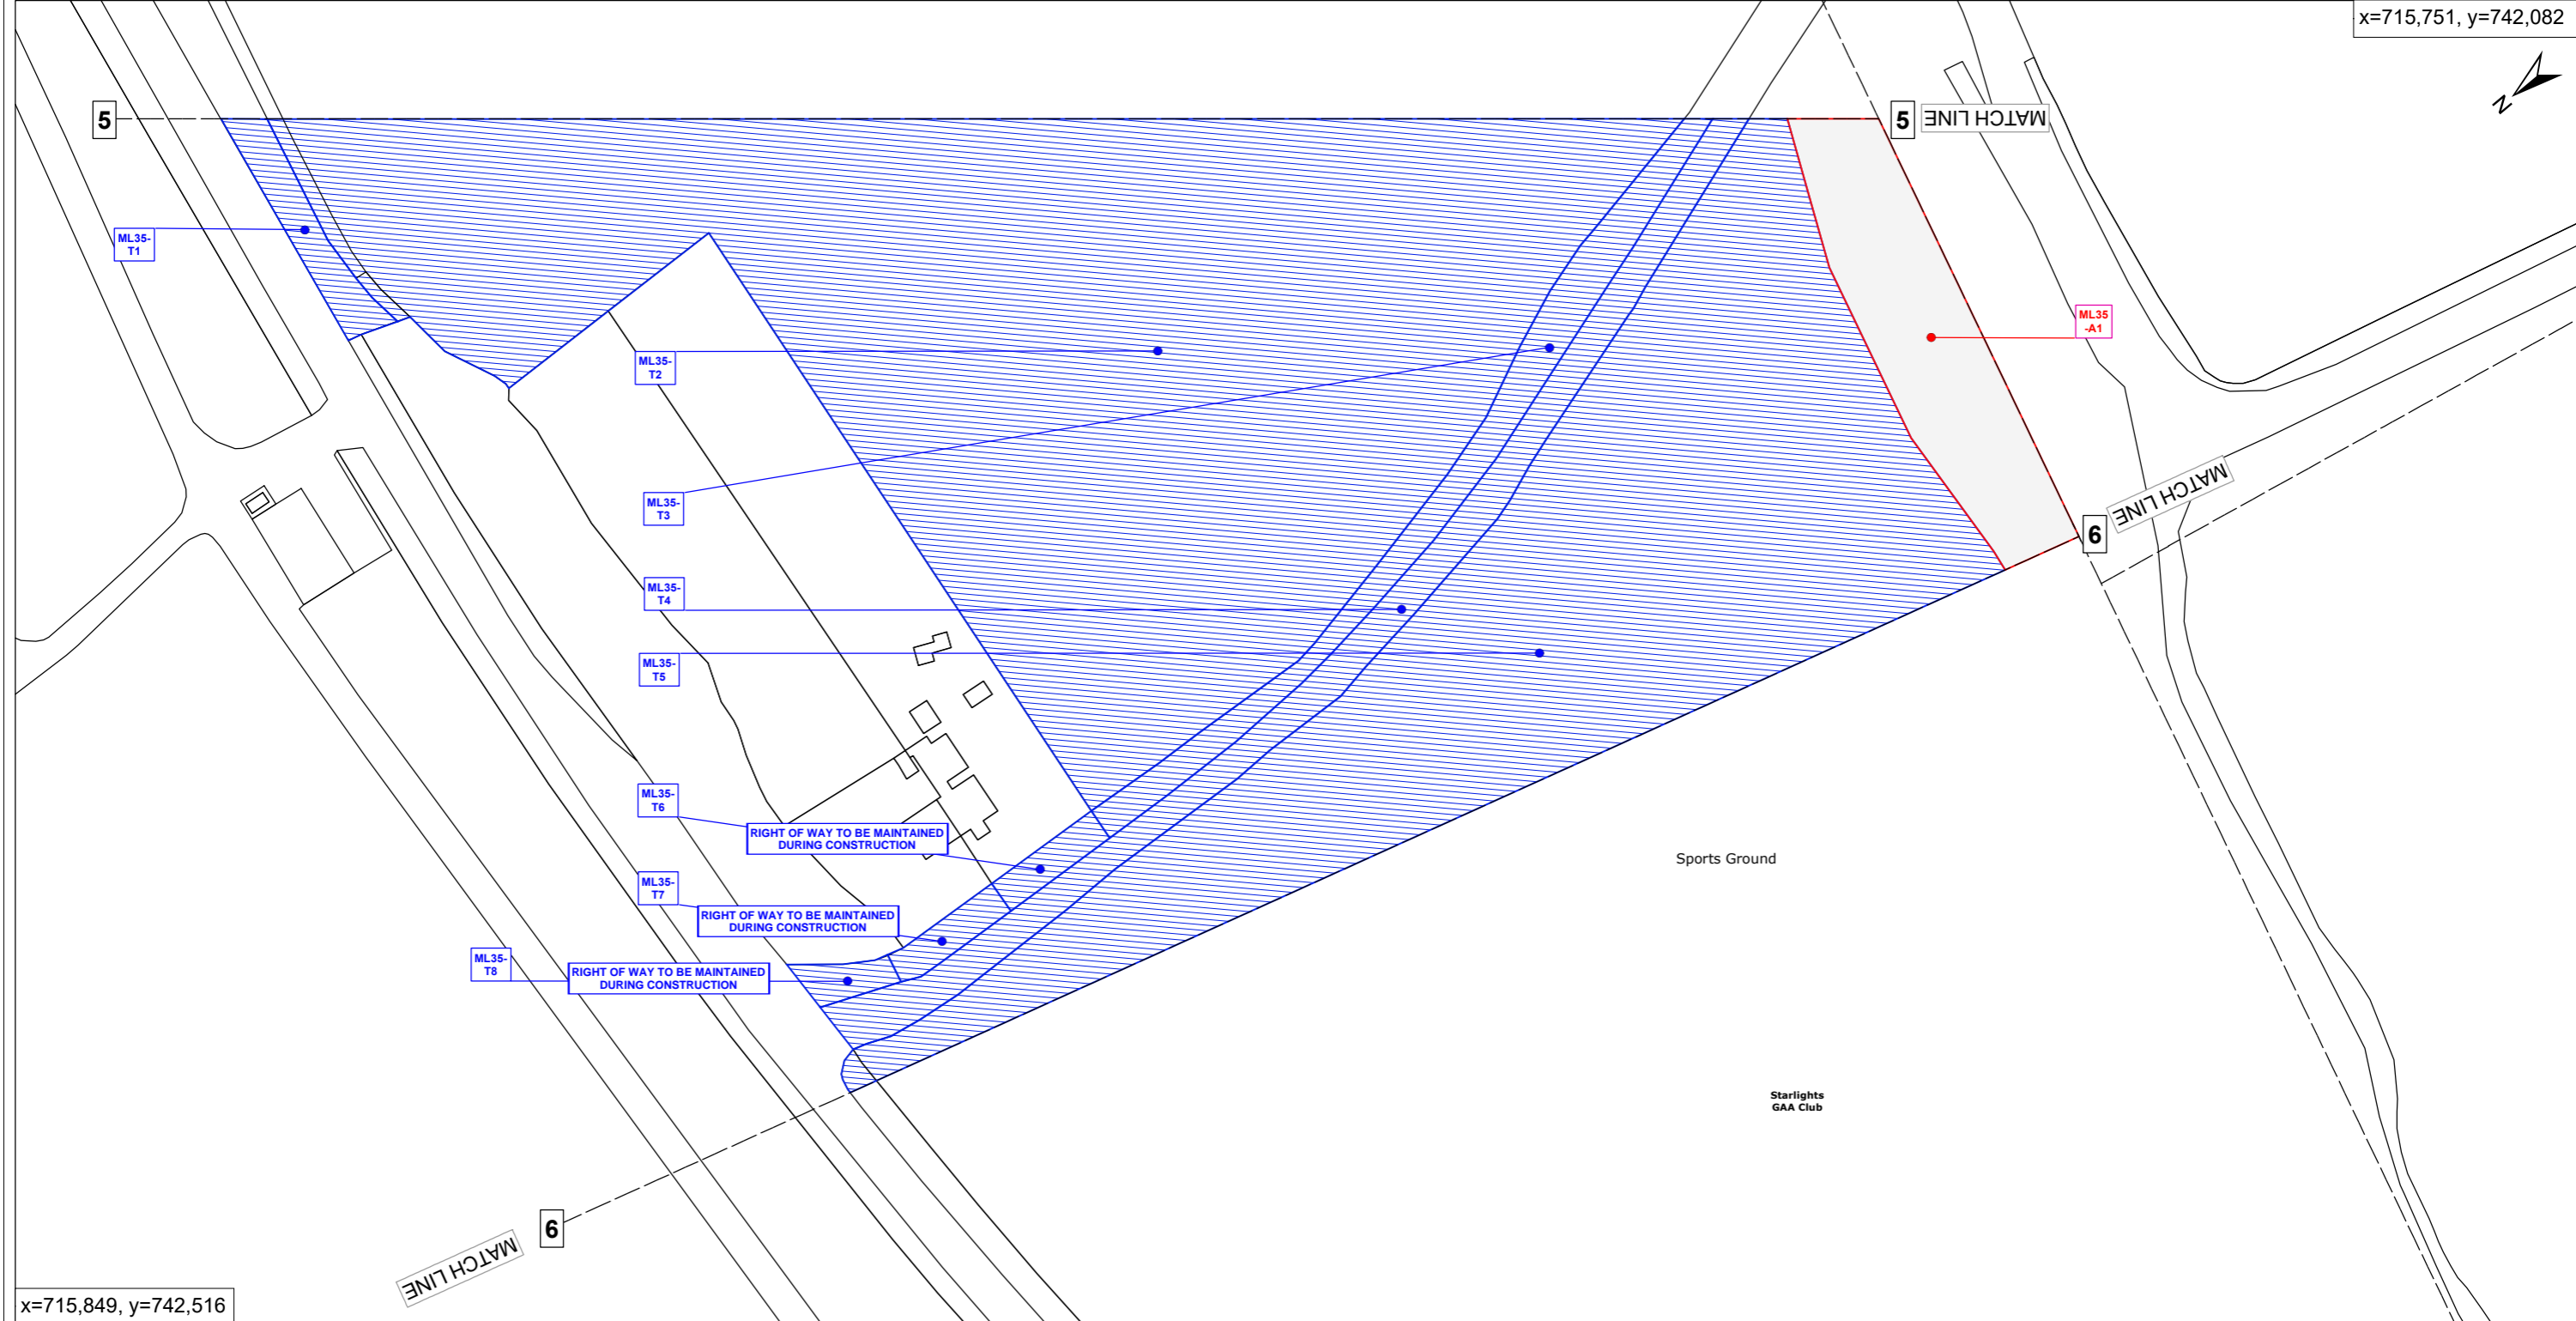 x=715,751, y=742,082
N
5
5
MATCH LINE
ML35-
T1
ML35
-A1
ML35-
T2
ML35-
T3
MATCH LINE
6
ML35-
T4
ML35-
T5
ML35-
T6
RIGHT OF WAY TO BE MAINTAINED
DURING CONSTRUCTION
Sports Ground
ML35-
T7
RIGHT OF WAY TO BE MAINTAINED
DURING CONSTRUCTION
ML35-
T8
RIGHT OF WAY TO BE MAINTAINED
DURING CONSTRUCTION
Starlights
GAA Club
6
MATCH LINE
x=715,849, y=742,516